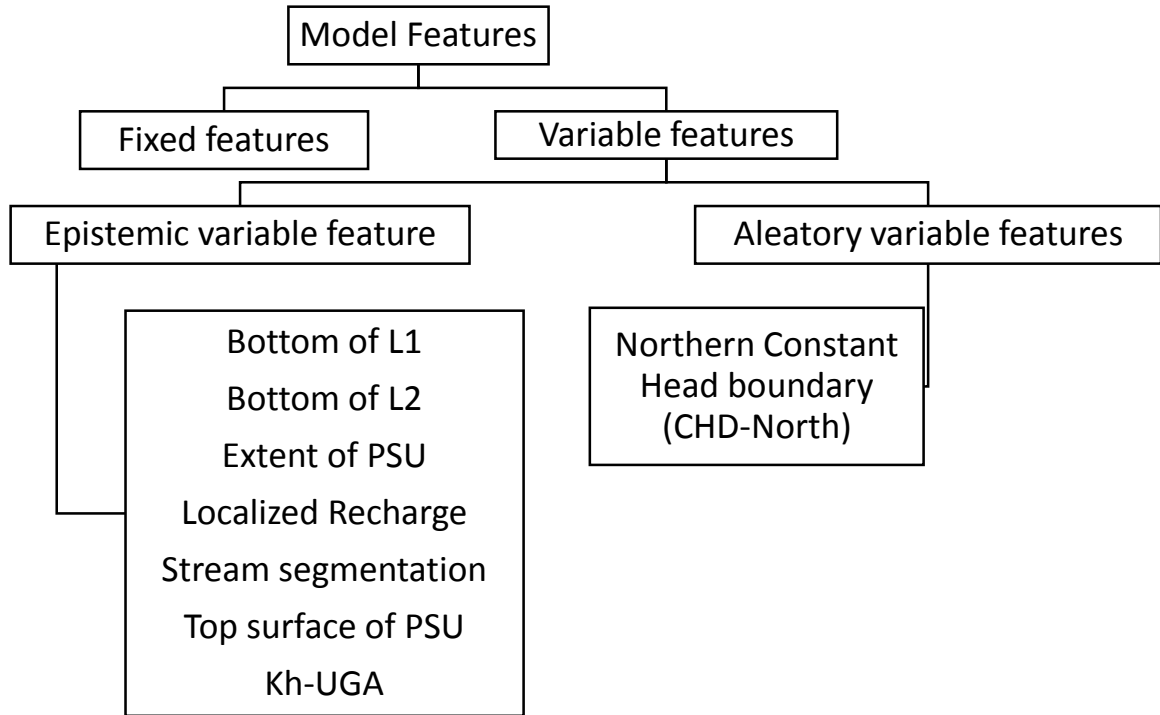 Model Features
Fixed features
Variable features
Epistemic variable feature
Aleatory variable features
Bottom of L1
Bottom of L2
Extent of PSU
Localized Recharge
Stream segmentation
Top surface of PSU
Kh-UGA
Northern Constant
Head boundary
(CHD-North)